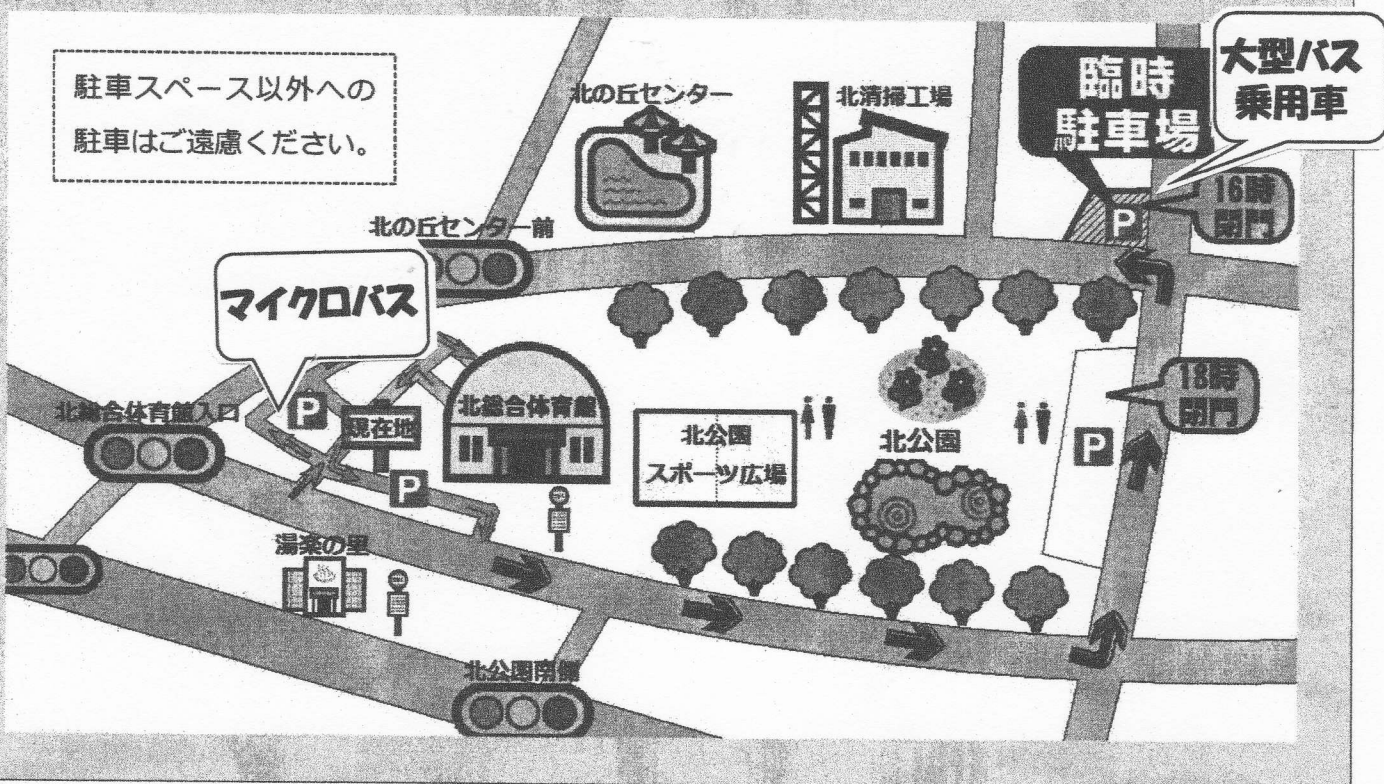 駐車スペース以外への
駐車はご遠慮ください。
北の丘センター
北清掃工場
臨時
駐車場
大型バス
乗用車
P
16時
閉門
北の丘センター前
マイクロバス
北総合体育館入口
P
現在地
北総合体育館
P
北公園
スポーツ広場
北公園
P
18時
閉門
湯楽の里
北公園南側